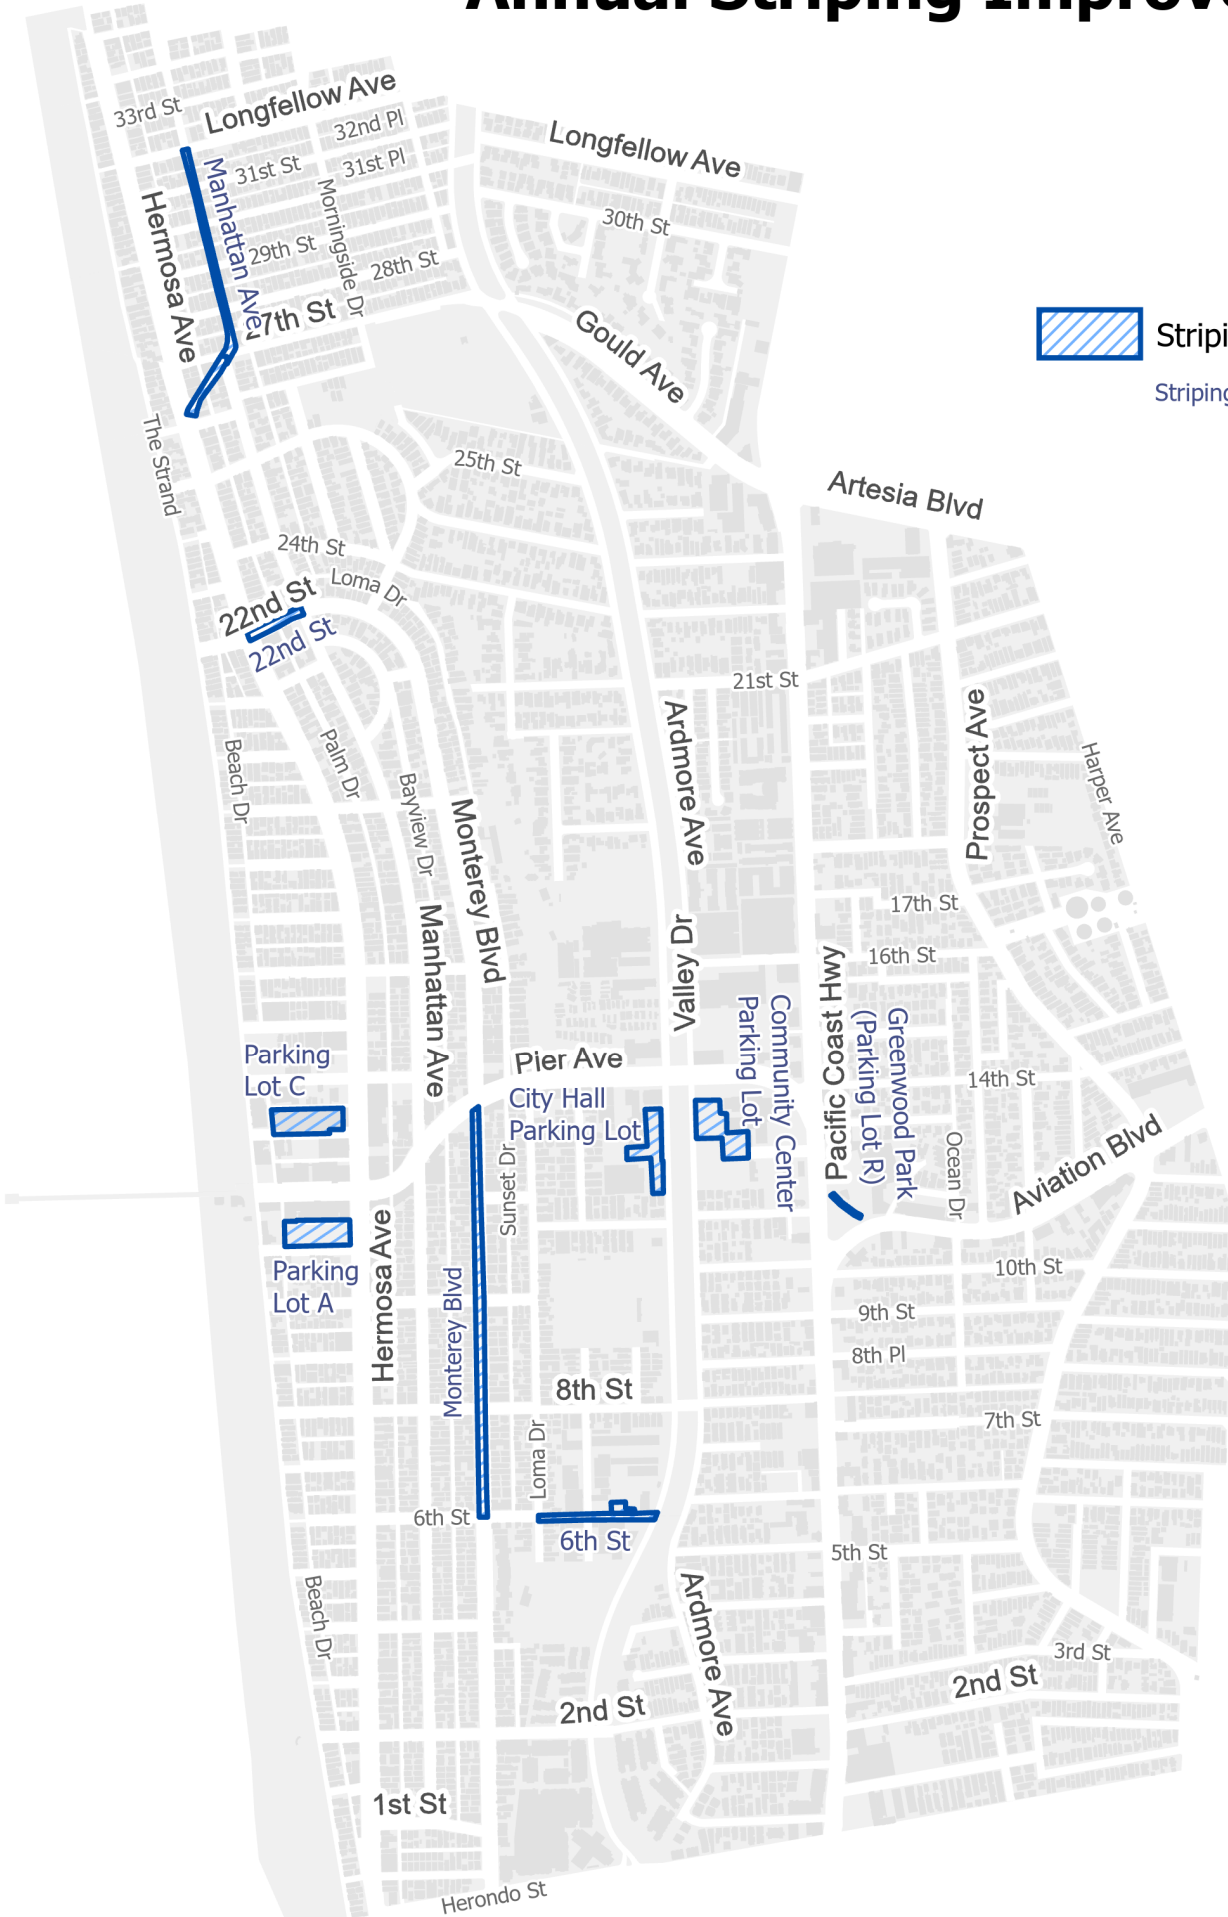 Annual Striping Improve
33rd St
Longfellow Ave
32nd Pl
31st St
31st Pl
Longfellow Ave
30th St
Manhattan Ave
Hermosa Ave
Morningside Dr
29th St
28th St
27th St
Gould Ave
Stripi
Striping
The Strand
25th St
Artesia Blvd
24th St
Loma Dr
22nd St
22nd St
21st St
Ardmore Ave
Prospect Ave
Palm Dr
Beach Dr
Bayview Dr
Monterey Blvd
Harper Ave
Manhattan Ave
17th St
Valley Dr
16th St
Pacific Coast Hwy
Community Center
Parking Lot
Greenwood Park
(Parking Lot R)
Parking
Lot C
Pier Ave
City Hall
Parking Lot
14th St
Sunset Dr
Ocean Dr
Aviation Blvd
Hermosa Ave
Parking
Lot A
Monterey Blvd
10th St
9th St
8th Pl
8th St
7th St
Loma Dr
6th St
6th St
5th St
Beach Dr
Ardmore Ave
3rd St
2nd St
2nd St
1st St
Herondo St